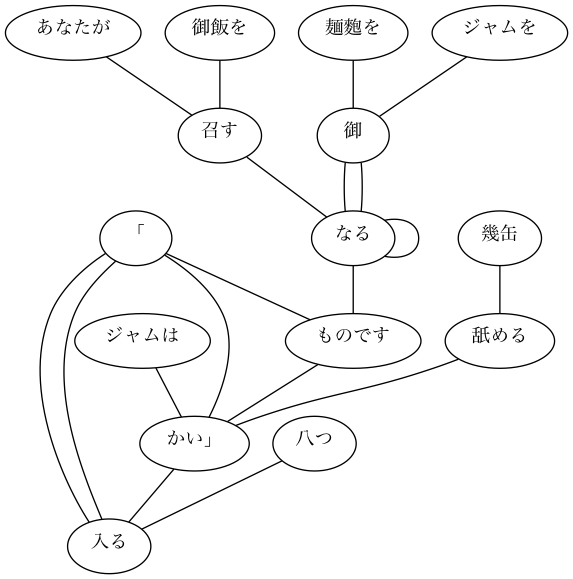 あなたが
御飯を
麺麭を
ジャムを
召す
御
「
なる
幾缶
ジャムは
ものです
舐める
かい」
八つ
入る